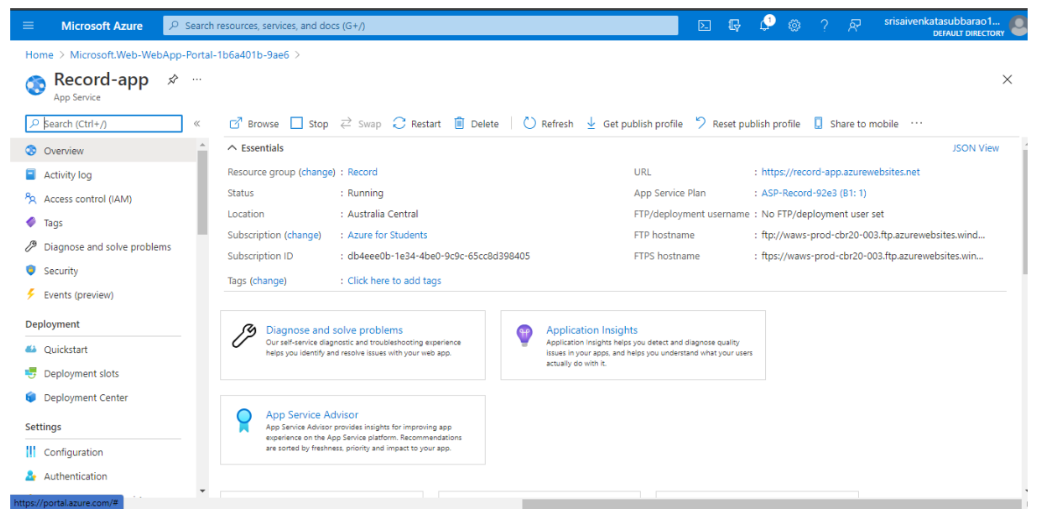 Microsoft Azure
Search resources, services, and docs (G+/)
1
srisaivenkatasubbarao1...
DEFAULT DIRECTORY
Home > Microsoft.Web-WebApp-Portal-1b6a401b-9ae6 >
Record-app
App Service
Search (Ctrl+/)
Overview
Activity log
Access control (IAM)
Tags
Diagnose and solve problems
Security
Events (preview)
Deployment
Quickstart
Deployment slots
Deployment Center
Settings
Configuration
Authentication
https://portal.azure.com/#
Browse Stop Swap Restart Delete Refresh Get publish profile Reset publish profile Share to mobile ...
Essentials JSON View
Resource group (change) : Record
Status : Running
Location : Australia Central
Subscription (change) : Azure for Students
Subscription ID : db4eee0b-1e34-4be0-9c9c-65cc8d398405
Tags (change) : Click here to add tags
URL : https://record-app.azurewebsites.net
App Service Plan : ASP-Record-92e3 (B1: 1)
FTP/deployment username : No FTP/deployment user set
FTP hostname : ftp://waws-prod-cbr20-003.ftp.azurewebsites.wind...
FTPS hostname : ftps://waws-prod-cbr20-003.ftp.azurewebsites.win...
Diagnose and solve problems
Our self-service diagnostic and troubleshooting experience
helps you identify and resolve issues with your web app.
Application Insights
Application Insights helps you detect and diagnose quality
issues in your apps, and helps you understand what your users
actually do with it.
App Service Advisor
App Service Advisor provides insights for improving app
experience on the App Service platform. Recommendations
are sorted by freshness, priority and impact to your app.